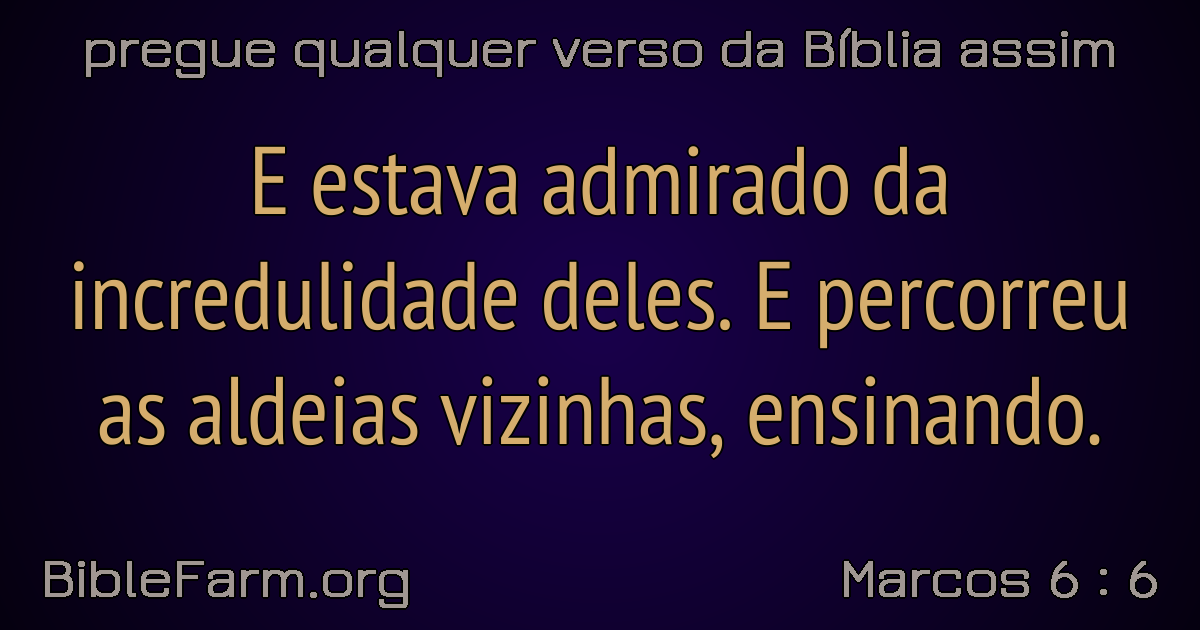 pregue qualquer verso da Bíblia assim
E estava admirado da
incredulidade deles. E percorreu
as aldeias vizinhas, ensinando.
BibleFarm.org
Marcos 6 : 6